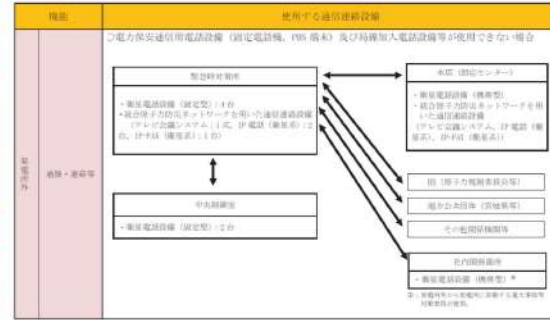 機能
使用する通信連絡設備
○電力保安通信用電話設備（固定電話機、PHS 端末）及び局線加入電話設備等が使用できない場合
発電所外
通報・連絡等
緊急時対策所
・衛星電話設備（固定型）：4台
・統合原子力防災ネットワークを用いた通信連絡設備
（テレビ会議システム：1式、IP電話（衛星系）：2
台、IP-FAX（衛星系）：1台）
中央制御室
・衛星電話設備（固定型）：2台
本店（即応センター）
・衛星電話設備（携帯型）
・統合原子力防災ネットワークを用
いた通信連絡設備
（テレビ会議システム、IP電話（衛
星系）、IP-FAX（衛星系））
国（原子力規制委員会等）
地方公共団体（宮城県等）
その他関係機関等
社内関係箇所
・衛星電話設備（携帯型）※
対策要員が使用。